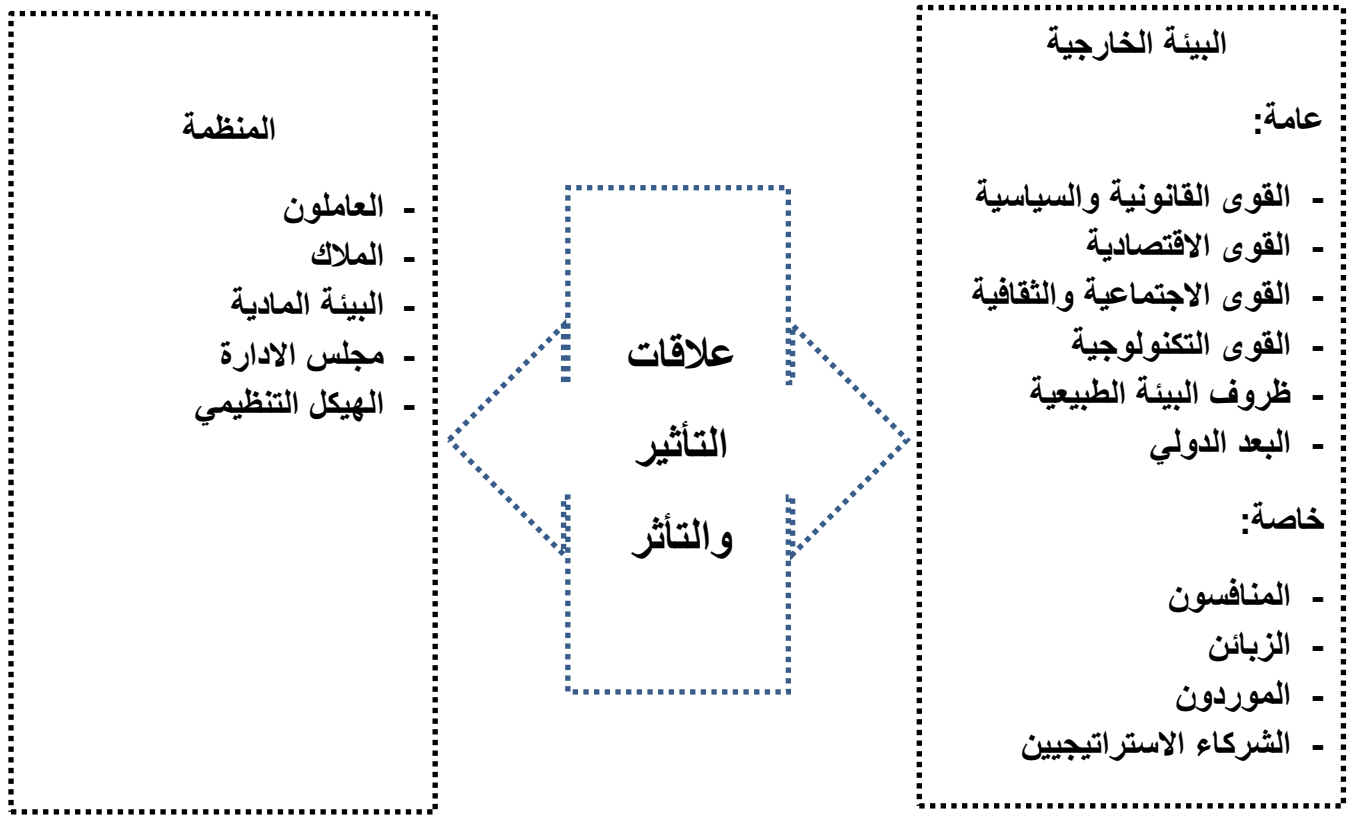 البيئة الخارجية
عامة:
- القوى القانونية والسياسية
- القوى الاقتصادية
- القوى الاجتماعية والثقافية
- القوى التكنولوجية
- ظروف البيئة الطبيعية
- البعد الدولي
خاصة:
- المنافسون
- الزبائن
- الموردون
- الشركاء الاستراتيجيين
علاقات
التأثير
والتأثر
المنظمة
- العاملون
- الملاك
- البيئة المادية
- مجلس الادارة
- الهيكل التنظيمي